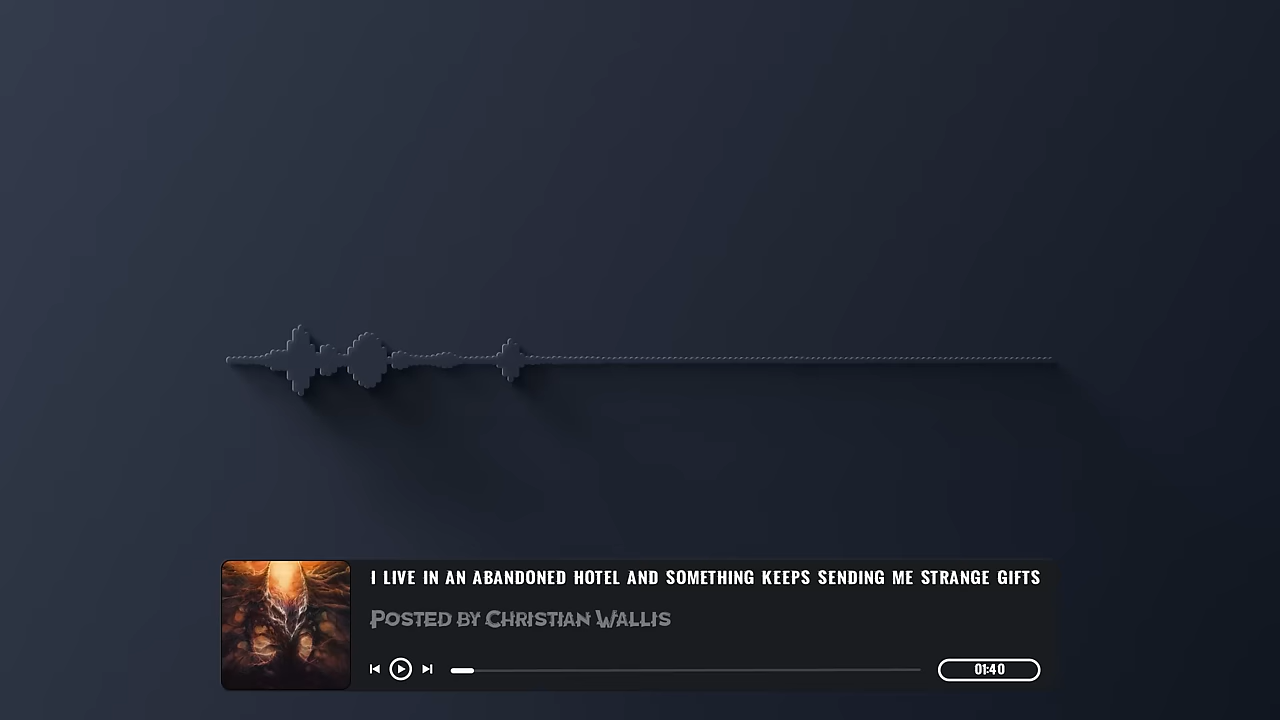 I LIVE IN AN ABANDONED HOTEL AND SOMETHING KEEPS SENDING ME STRANGE GIFTS
POSTED BY CHRISTIAN WALLIS
01:40